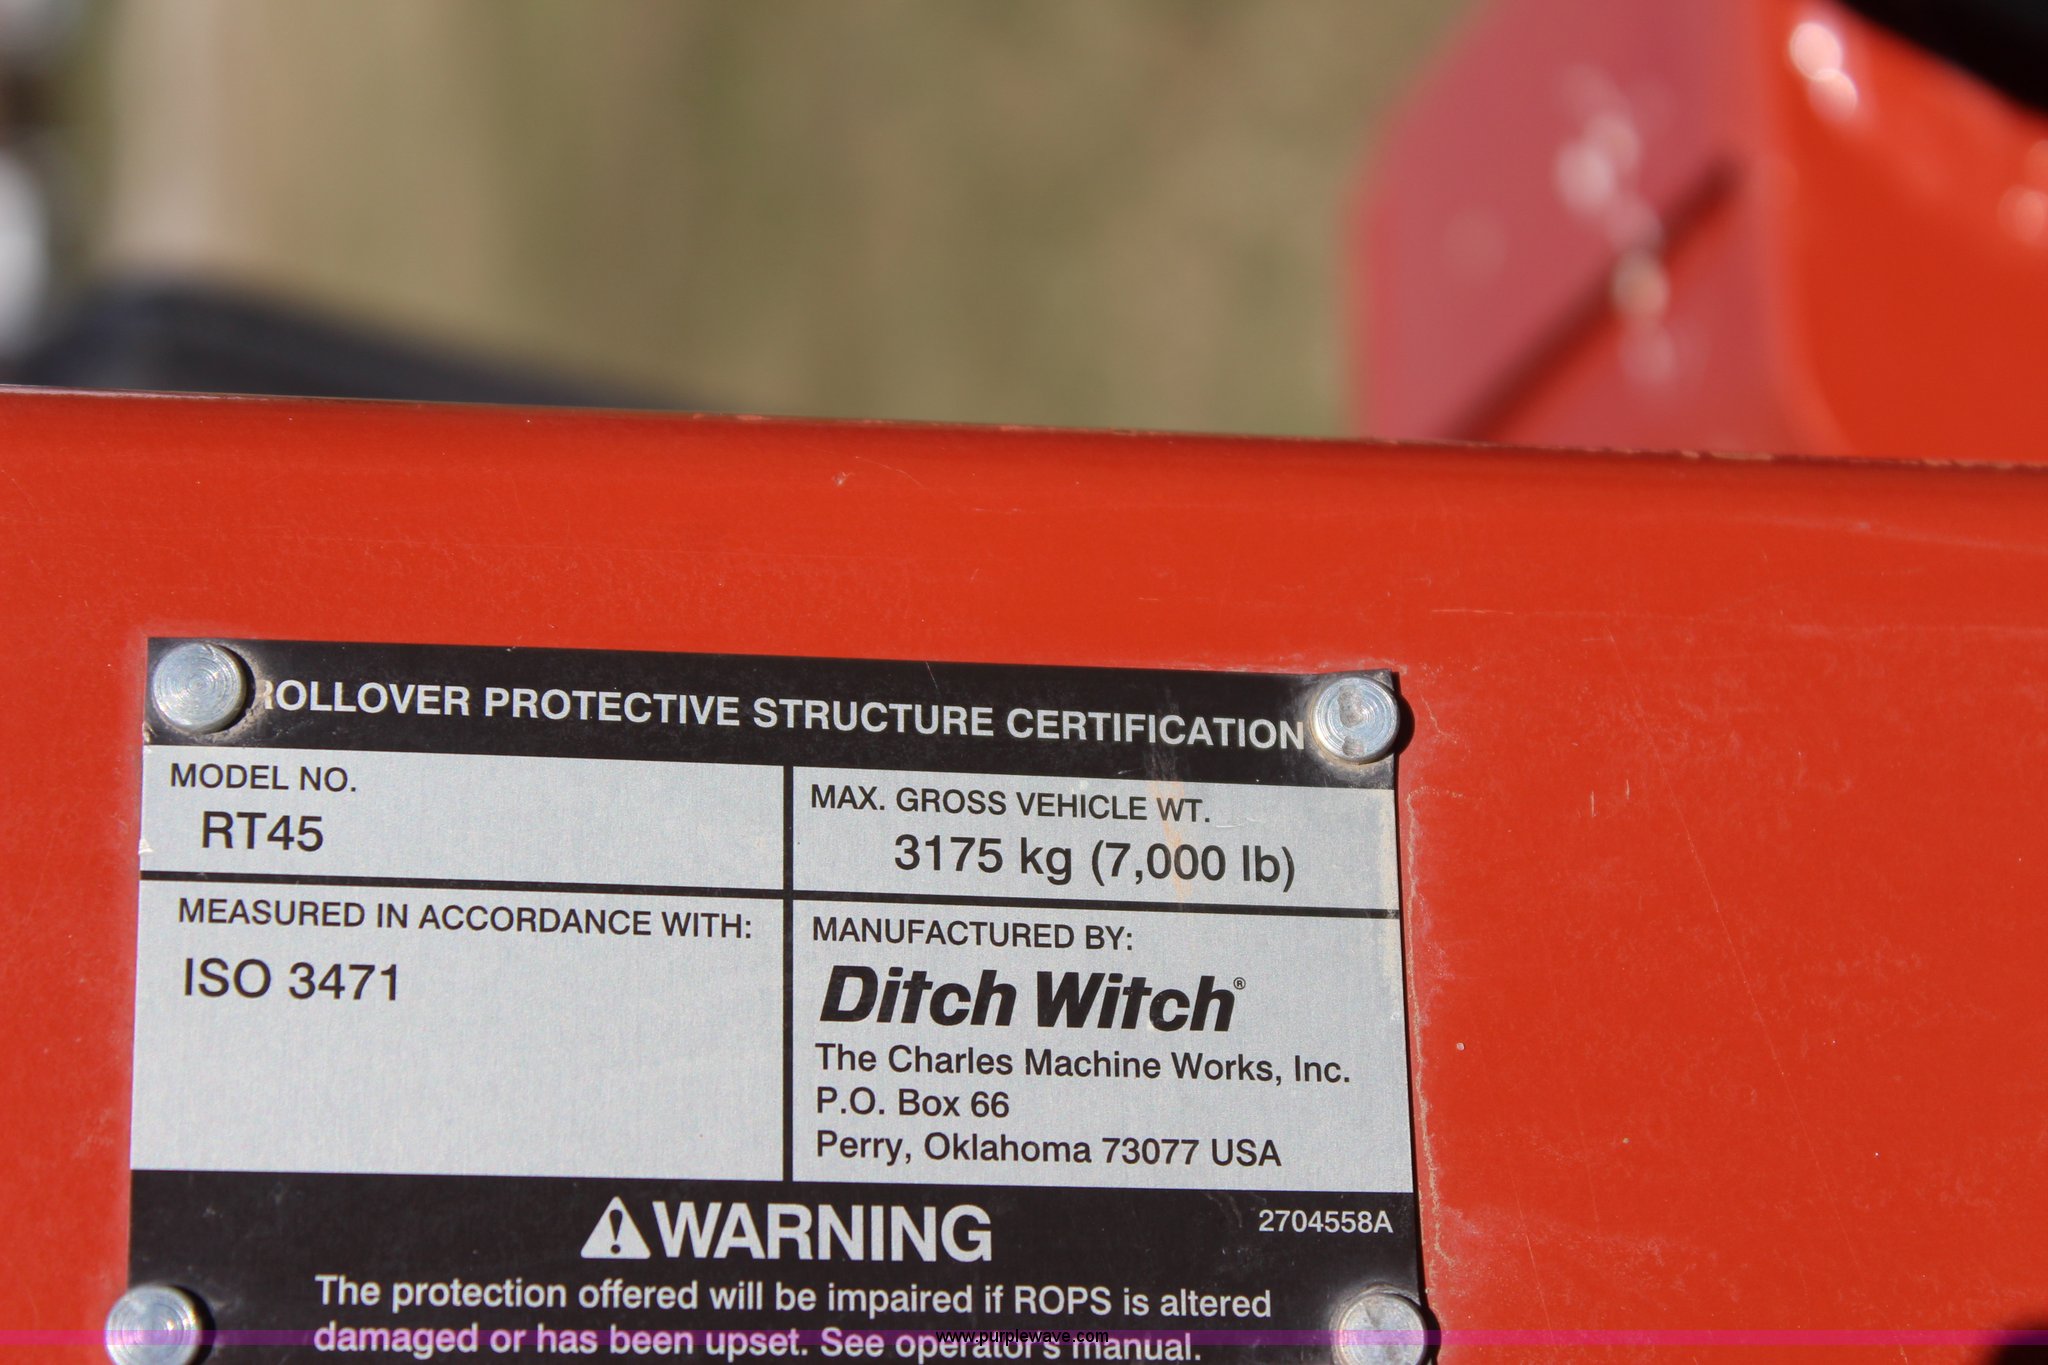 ROLLOVER PROTECTIVE STRUCTURE CERTIFICATION
MODEL NO.
RT45
MAX. GROSS VEHICLE WT.
3175 kg (7,000 lb)
MEASURED IN ACCORDANCE WITH:
ISO 3471
MANUFACTURED BY:
Ditch Witch®
The Charles Machine Works, Inc.
P.O. Box 66
Perry, Oklahoma 73077 USA
WARNING
2704558A
The protection offered will be impaired if ROPS is altered
damaged or has been upset. See operator's manual.
www.purplewave.com